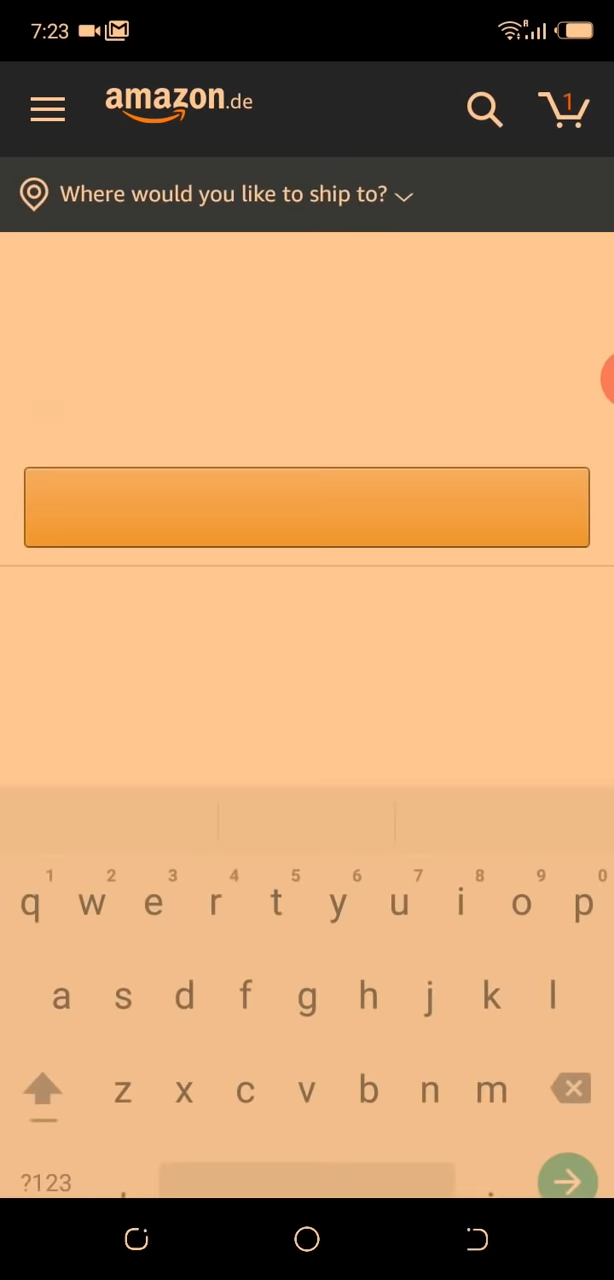 7:23
amazon.de
1
Where would you like to ship to?
1 2 3 4 5 6 7 8 9 0
q w e r t y u i o p
a s d f g h j k l
z x c v b n m
?123 , .